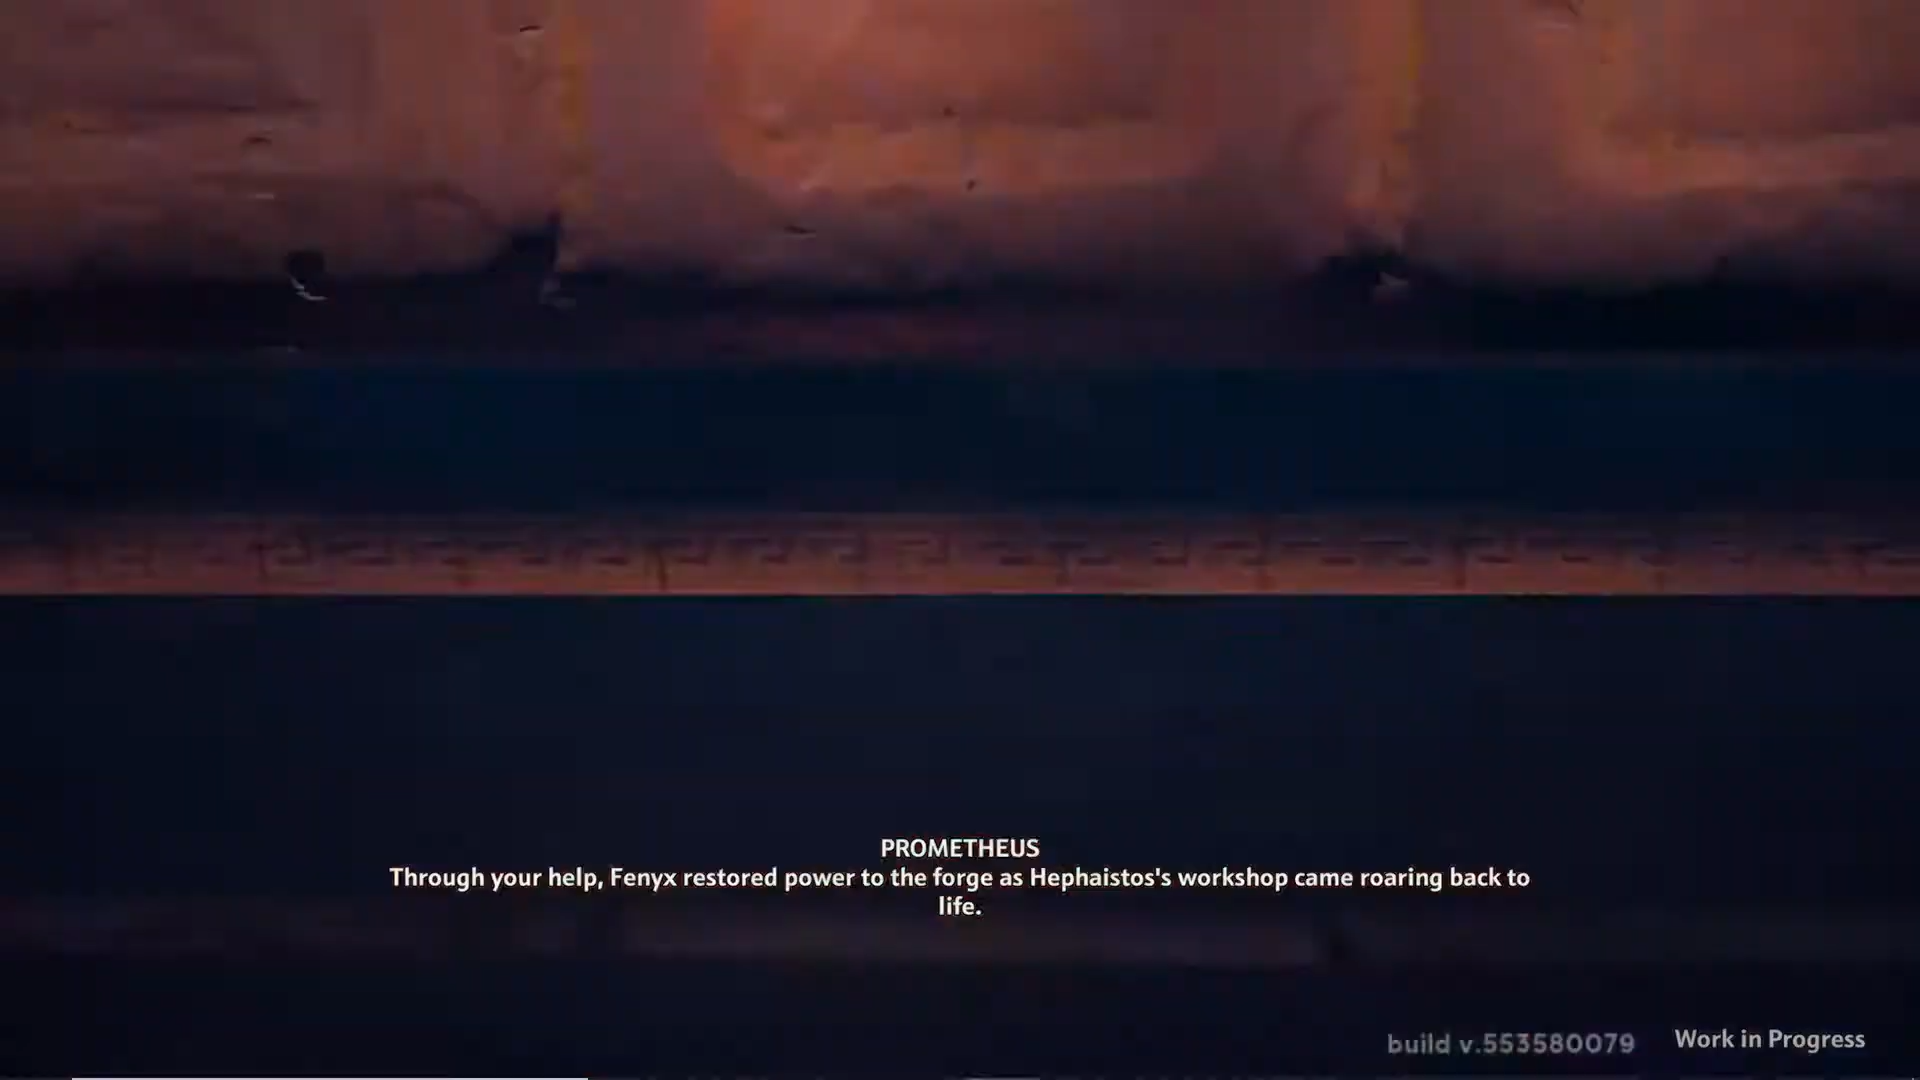 PROMETHEUS
Through your help, Fenyx restored power to the forge as Hephaistos's workshop came roaring back to
life.
build v.553580079
Work in Progress